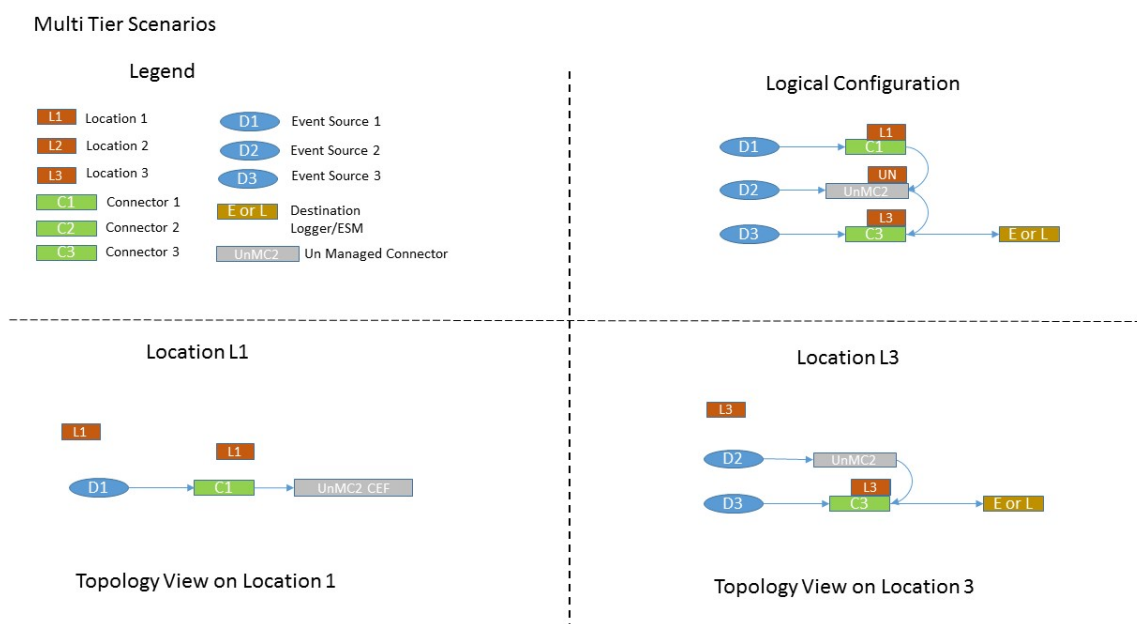 Multi Tier Scenarios
Legend
L1 Location 1
L2 Location 2
L3 Location 3
C1 Connector 1
C2 Connector 2
C3 Connector 3
D1 Event Source 1
D2 Event Source 2
D3 Event Source 3
E or L Destination
Logger/ESM
UnMC2 Un Managed Connector
Logical Configuration
L1
D1 C1
UN
D2 UnMC2
L3
D3 C3 E or L
Location L1
L1
L1
D1 C1 UnMC2 CEF
Topology View on Location 1
Location L3
L3
D2 UnMC2
L3
D3 C3 E or L
Topology View on Location 3